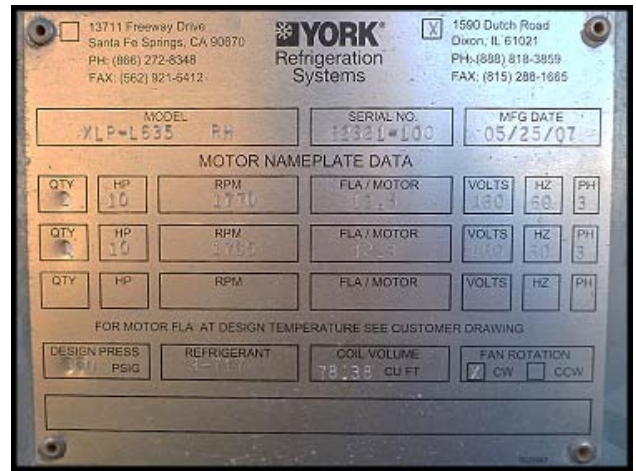 13711 Freeway Drive
Santa Fe Springs, CA 90670
PH: (866) 272-8348
FAX: (562) 921-6412
YORK®
Refrigeration
Systems
X 1590 Dutch Road
Dixon, IL 61021
PH: (888) 818-3859
FAX: (815) 288-1665
MODEL SERIAL NO. MFG DATE
XLP-L635 RH 05/25/07
MOTOR NAMEPLATE DATA
QTY HP RPM FLA / MOTOR VOLTS HZ PH
10 1770 60 3
QTY HP RPM FLA / MOTOR VOLTS HZ PH
10 3
QTY HP RPM FLA / MOTOR VOLTS HZ PH
FOR MOTOR FLA AT DESIGN TEMPERATURE SEE CUSTOMER DRAWING
DESIGN PRESS REFRIGERANT COIL VOLUME FAN ROTATION
PSIG 78.38 CU FT X CW CCW